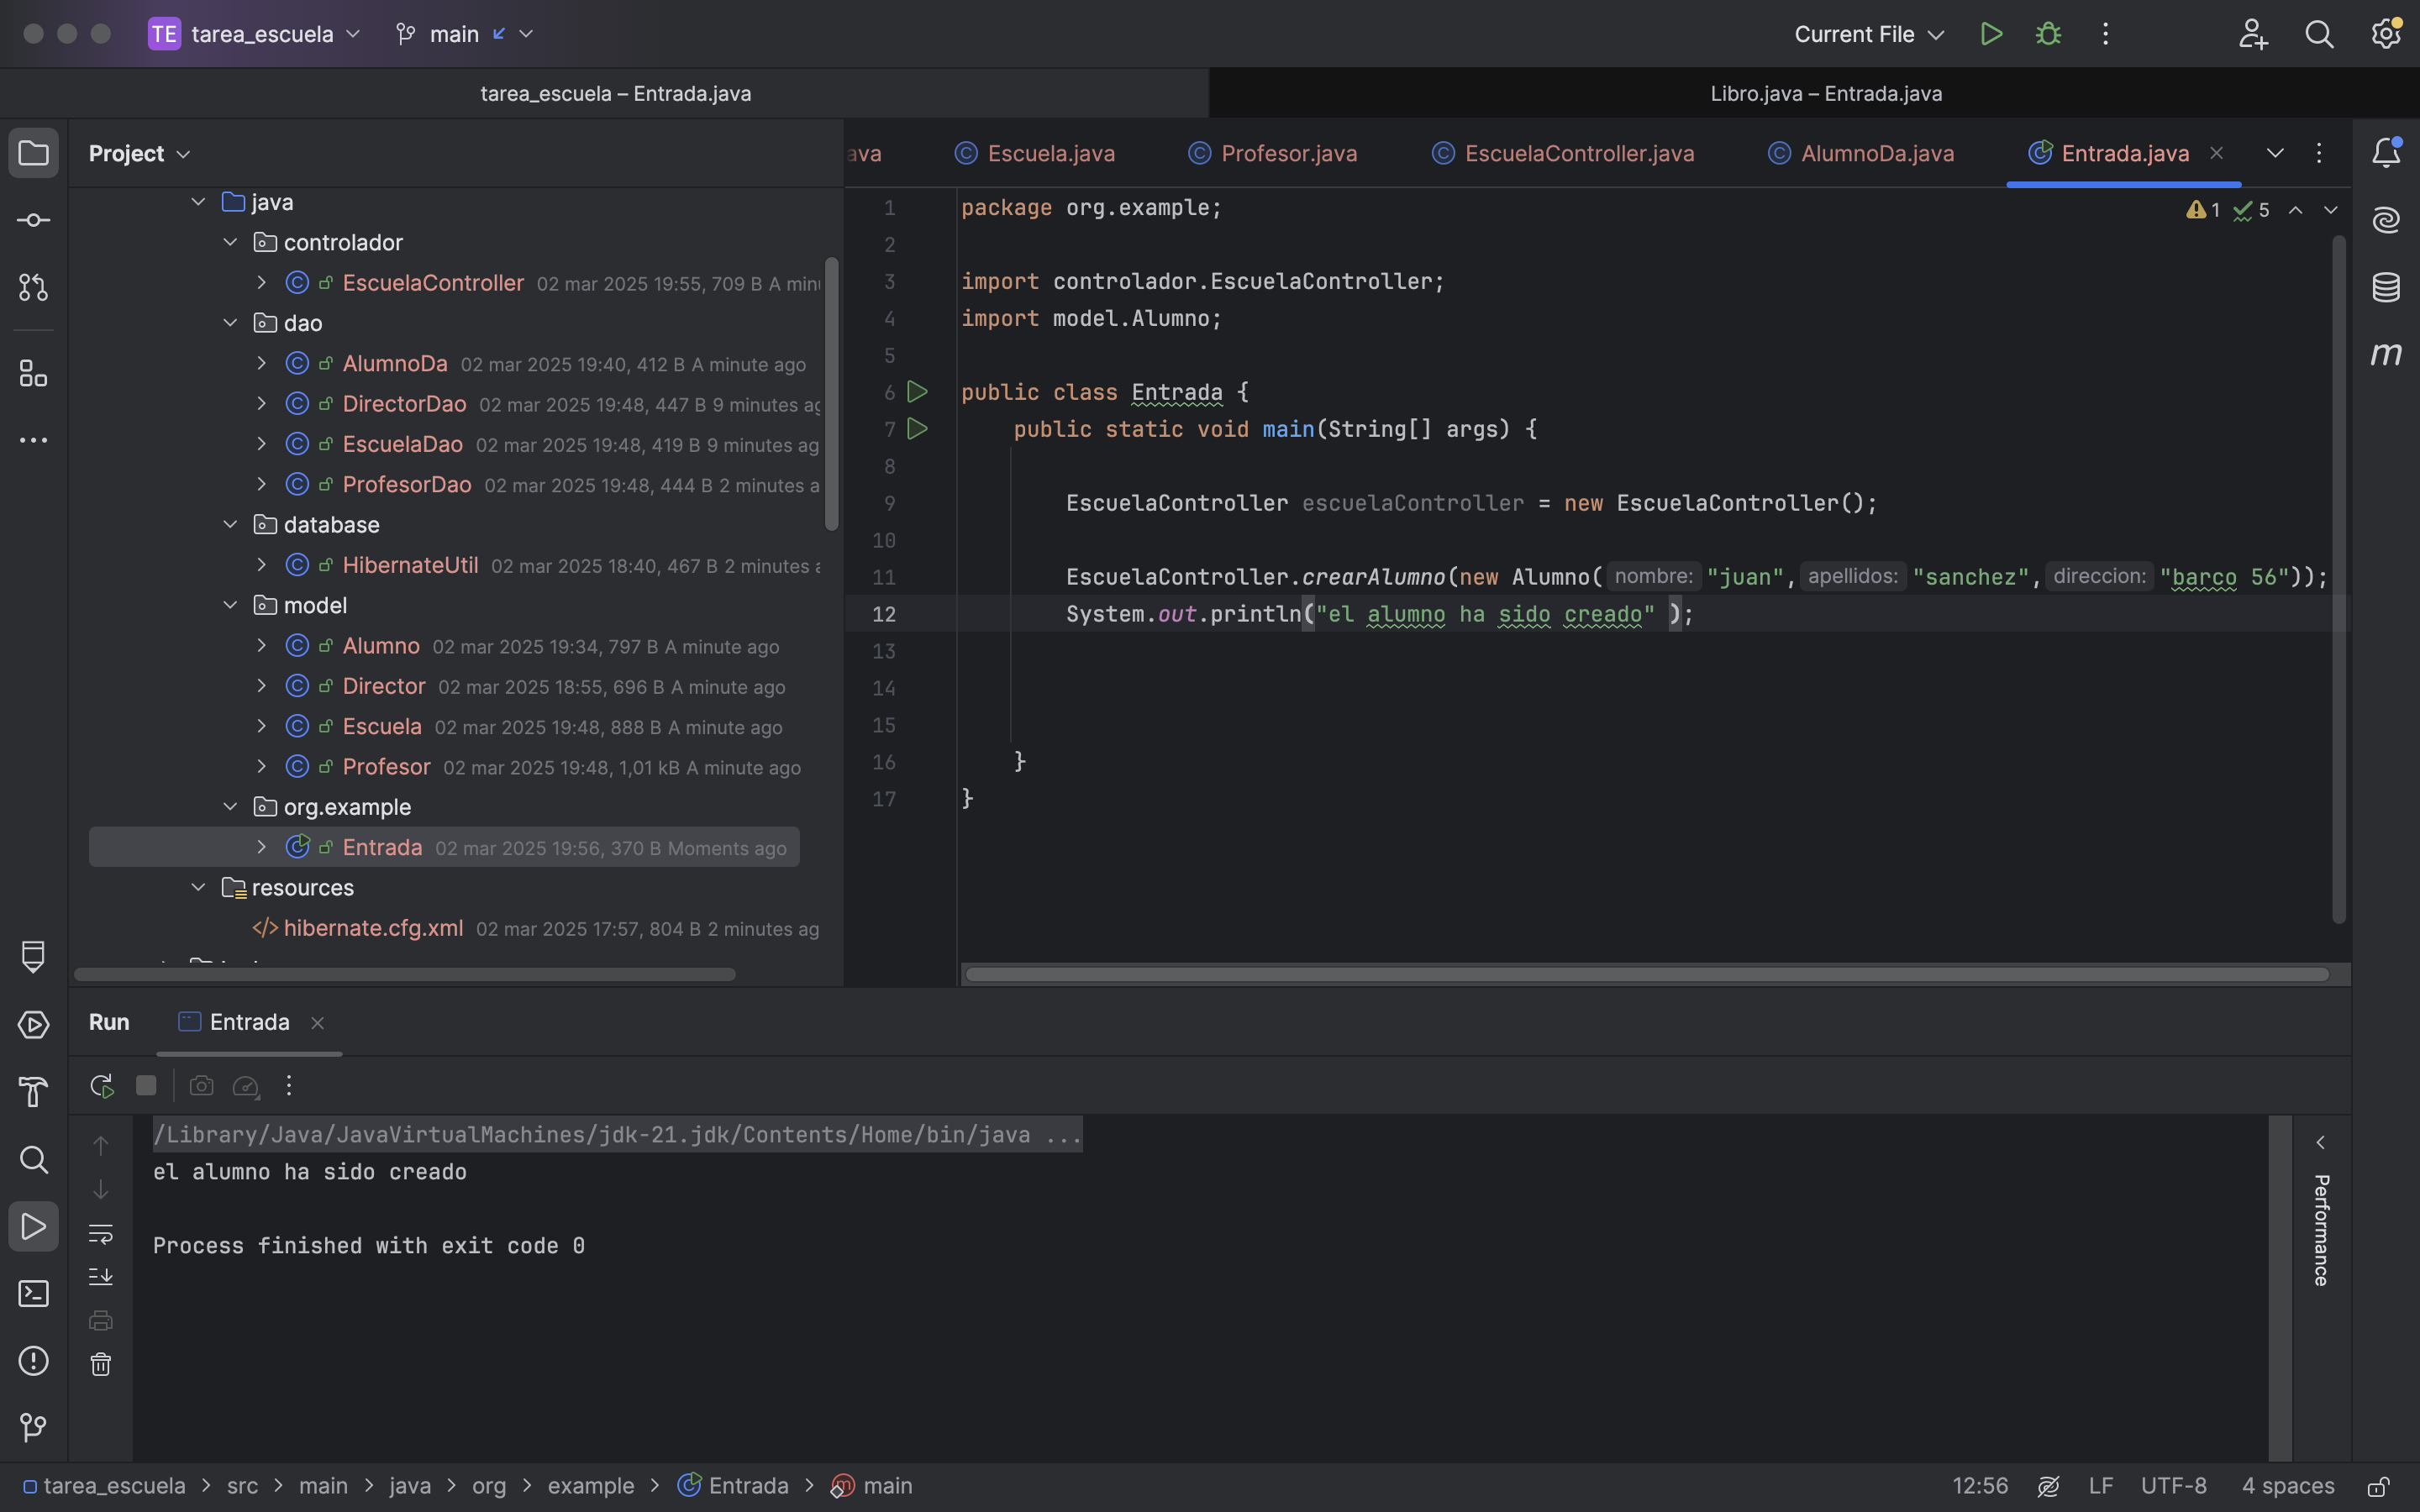 TE tarea_escuela main Current File
tarea_escuela – Entrada.java Libro.java – Entrada.java
Project
ava Escuela.java Profesor.java EscuelaController.java AlumnoDa.java Entrada.java
java
controlador
EscuelaController 02 mar 2025 19:55, 709 B A minu
dao
AlumnoDa 02 mar 2025 19:40, 412 B A minute ago
DirectorDao 02 mar 2025 19:48, 447 B 9 minutes ag
EscuelaDao 02 mar 2025 19:48, 419 B 9 minutes ag
ProfesorDao 02 mar 2025 19:48, 444 B 2 minutes a
database
HibernateUtil 02 mar 2025 18:40, 467 B 2 minutes a
model
Alumno 02 mar 2025 19:34, 797 B A minute ago
Director 02 mar 2025 18:55, 696 B A minute ago
Escuela 02 mar 2025 19:48, 888 B A minute ago
Profesor 02 mar 2025 19:48, 1,01 kB A minute ago
org.example
Entrada 02 mar 2025 19:56, 370 B Moments ago
resources
hibernate.cfg.xml 02 mar 2025 17:57, 804 B 2 minutes ag
1 5
1 package org.example;
2
3 import controlador.EscuelaController;
4 import model.Alumno;
5
6 public class Entrada {
7 public static void main(String[] args) {
8
9 EscuelaController escuelaController = new EscuelaController();
10
11 EscuelaController.crearAlumno(new Alumno( nombre: "juan", apellidos: "sanchez", direccion: "barco 56"));
12 System.out.println("el alumno ha sido creado" );
13
14
15
16 }
17 }
Run Entrada
/Library/Java/JavaVirtualMachines/jdk-21.jdk/Contents/Home/bin/java ...
el alumno ha sido creado
Process finished with exit code 0
Performance
tarea_escuela > src > main > java > org > example > Entrada > main 12:56 LF UTF-8 4 spaces